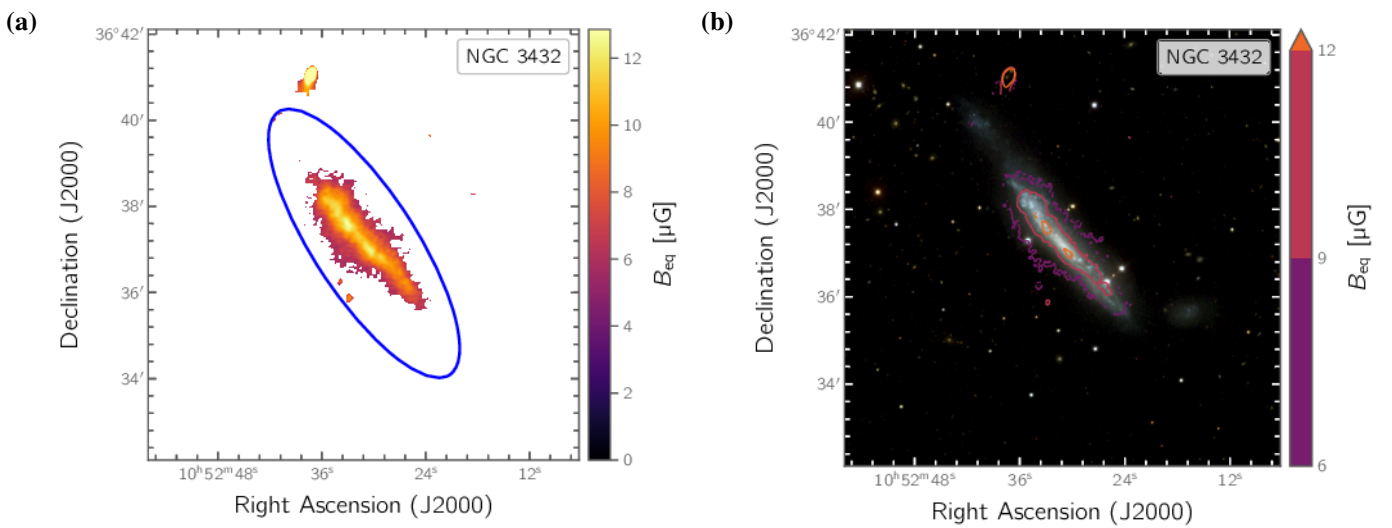 (a)
NGC 3432
36°42′
40′
38′
36′
34′
Declination (J2000)
10ʰ52ᵐ48ˢ
36ˢ
24ˢ
12ˢ
Right Ascension (J2000)
12
10
8
6
4
2
0
B_eq [µG]
(b)
NGC 3432
36°42′
40′
38′
36′
34′
Declination (J2000)
10ʰ52ᵐ48ˢ
36ˢ
24ˢ
12ˢ
Right Ascension (J2000)
12
9
6
B_eq [µG]